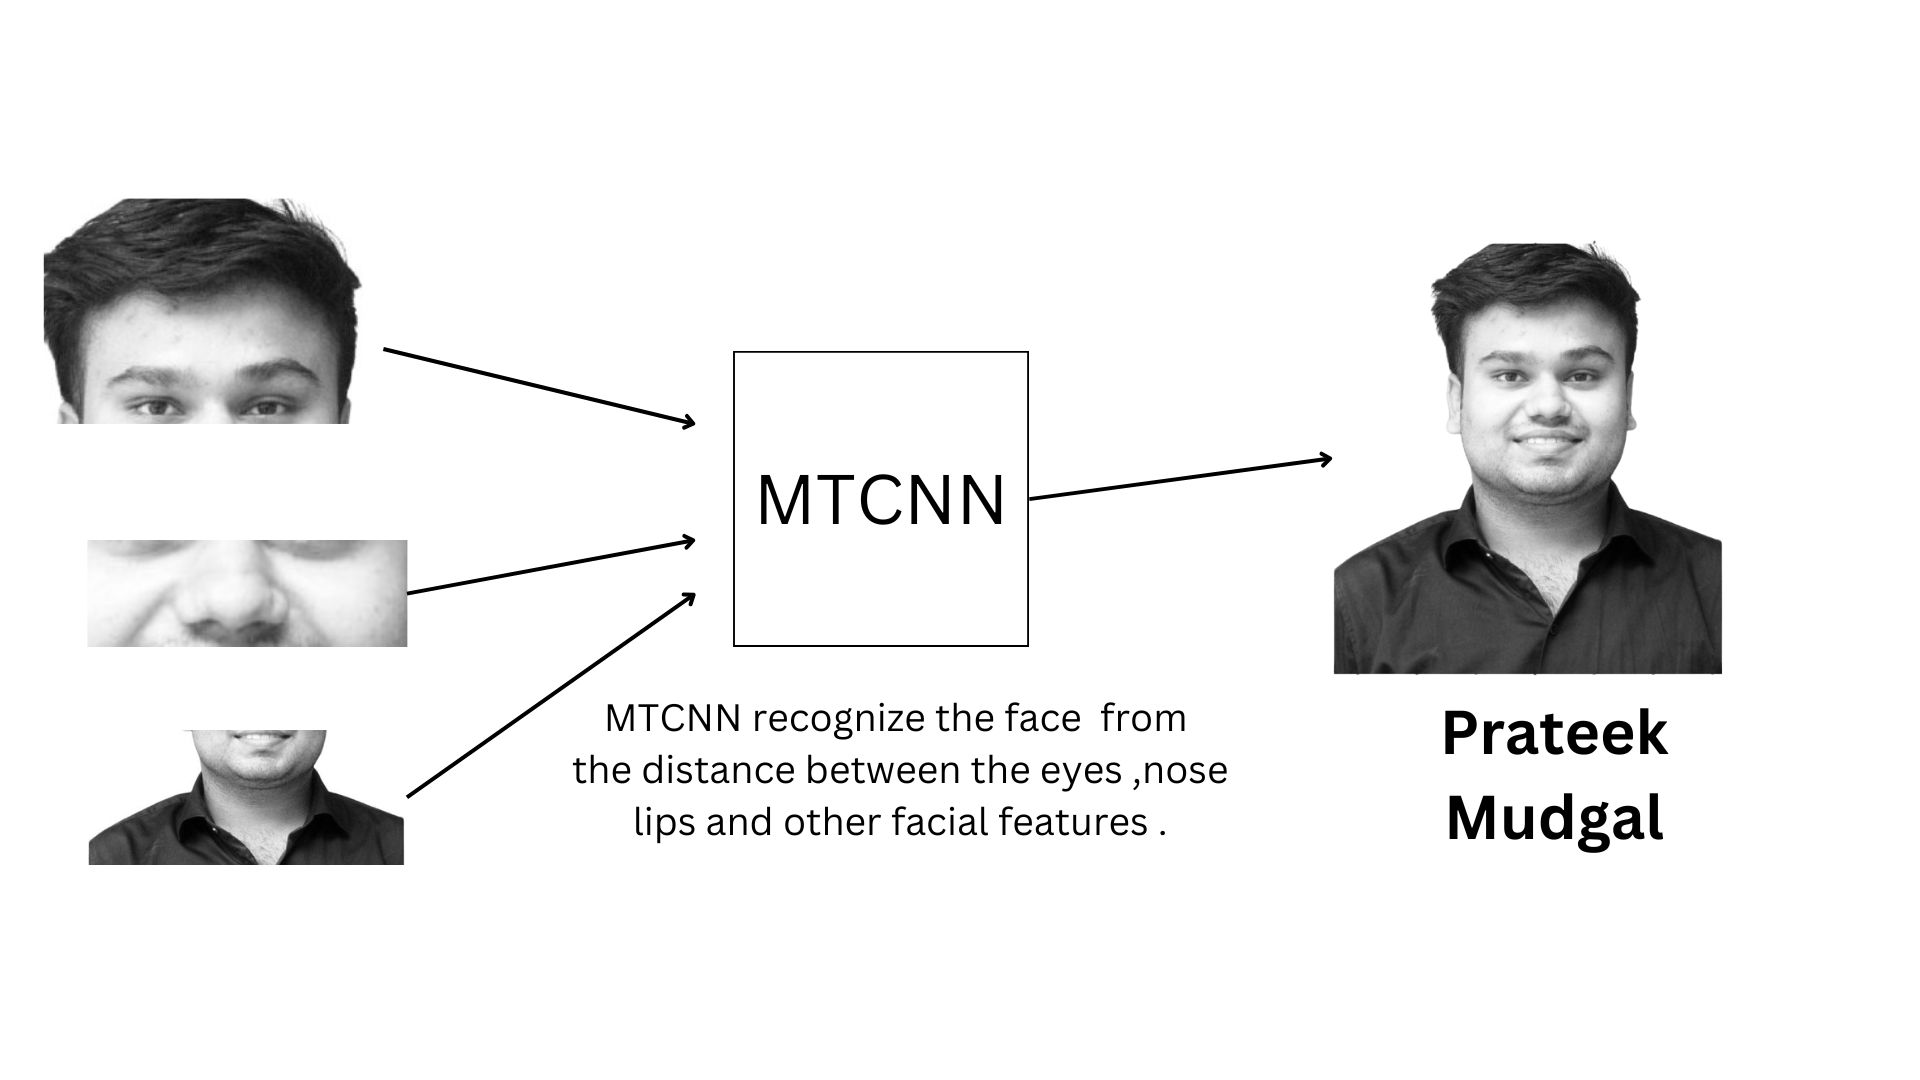 MTCNN
MTCNN recognize the face  from
the distance between the eyes ,nose
lips and other facial features .
Prateek
Mudgal